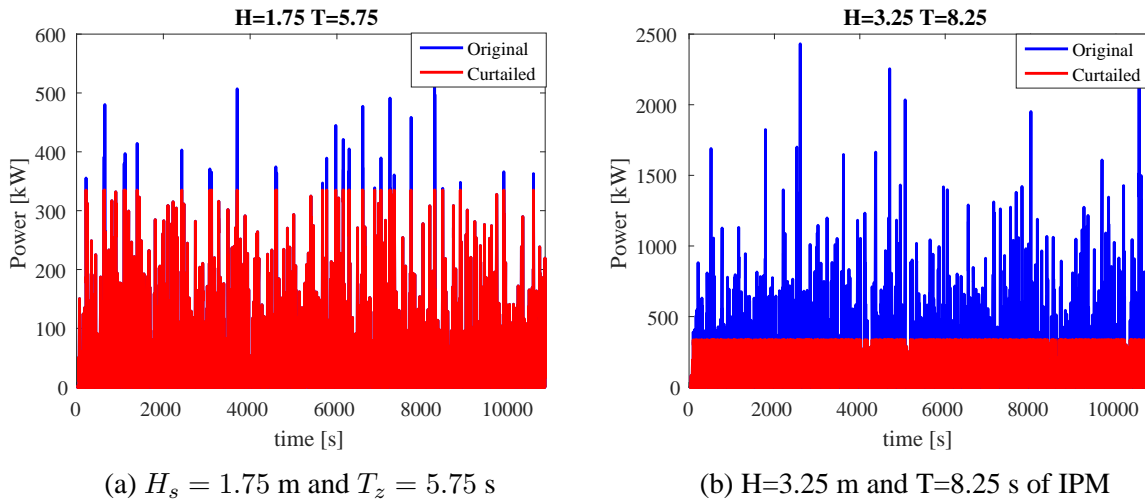 H=1.75 T=5.75
600
500
400
300
200
100
0
Power [kW]
0 2000 4000 6000 8000 10000
time [s]
Original
Curtailed
(a) H_s = 1.75 m and T_z = 5.75 s
H=3.25 T=8.25
2500
2000
1500
1000
500
0
Power [kW]
0 2000 4000 6000 8000 10000
time [s]
Original
Curtailed
(b) H=3.25 m and T=8.25 s of IPM